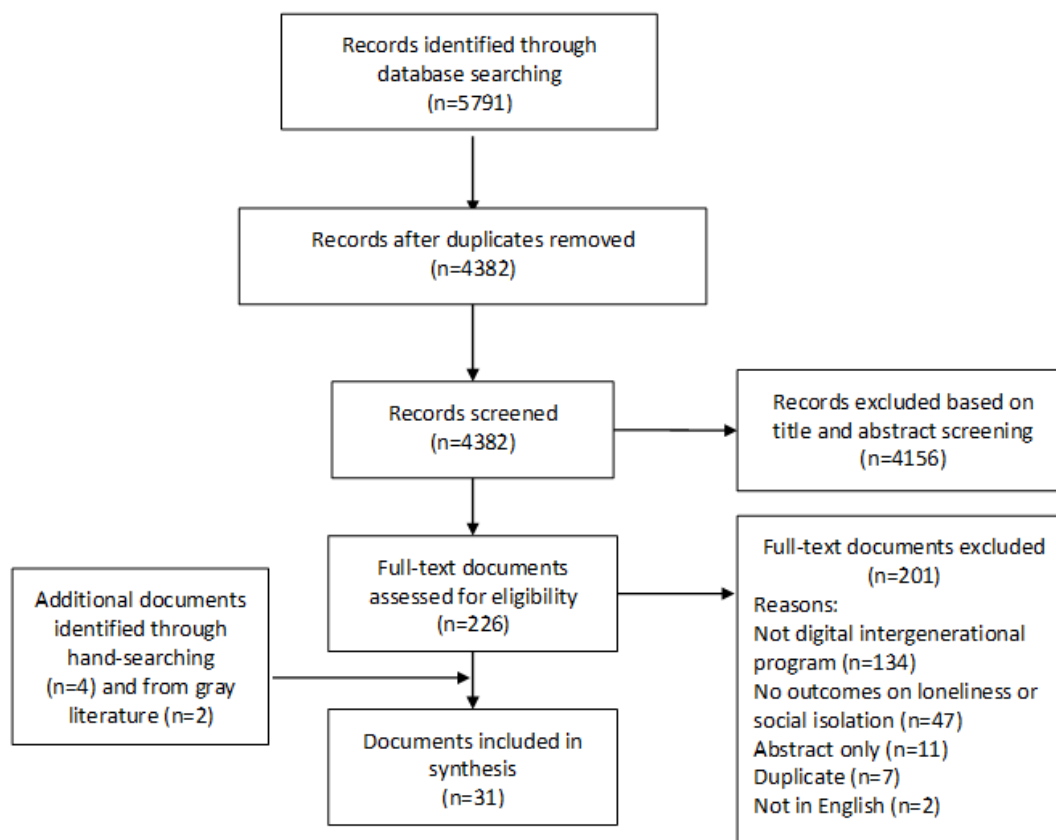 Records identified through
database searching
(n=5791)
Records after duplicates removed
(n=4382)
Records screened
(n=4382)
Records excluded based on
title and abstract screening
(n=4156)
Full-text documents
assessed for eligibility
(n=226)
Full-text documents excluded
(n=201)
Reasons:
Not digital intergenerational
program (n=134)
No outcomes on loneliness or
social isolation (n=47)
Abstract only (n=11)
Duplicate (n=7)
Not in English (n=2)
Additional documents
identified through
hand-searching
(n=4) and from gray
literature (n=2)
Documents included in
synthesis
(n=31)